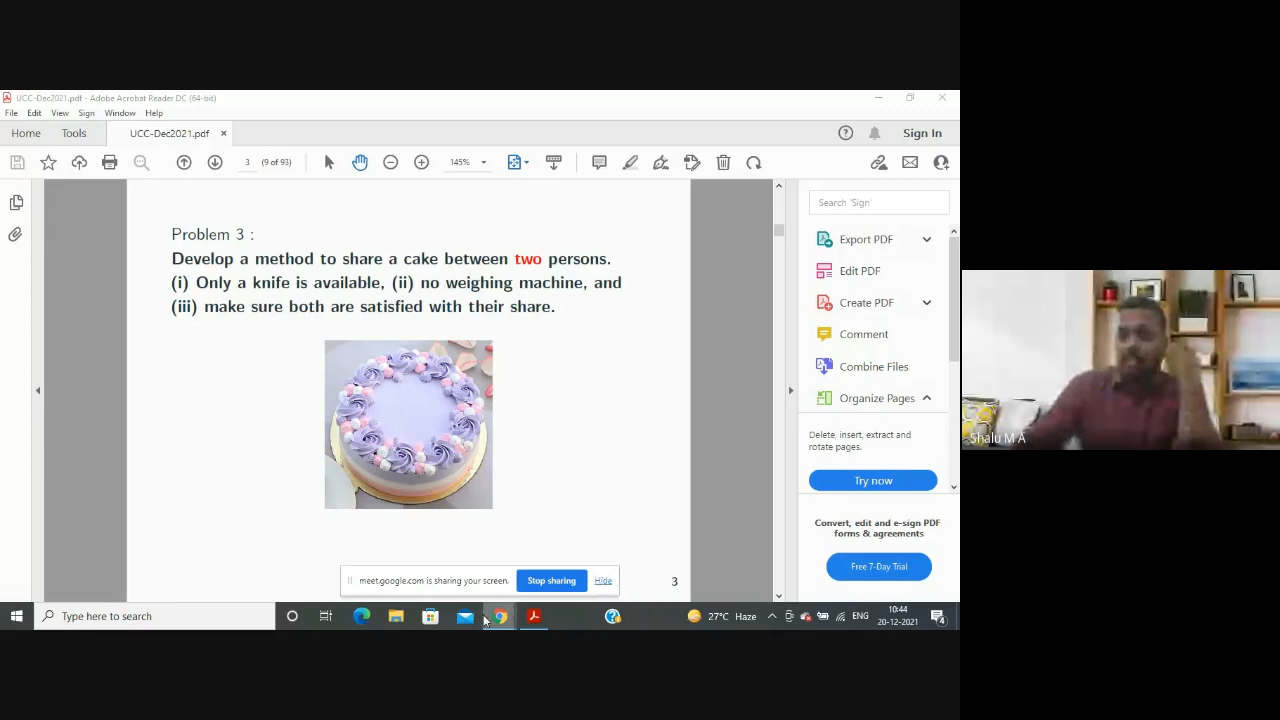 UCC-Dec2021.pdf - Adobe Acrobat Reader DC (64-bit)
File Edit View Sign Window Help
Home Tools UCC-Dec2021.pdf × Sign In
3 (9 of 93) 145%
Problem 3 :
Develop a method to share a cake between two persons.
(i) Only a knife is available, (ii) no weighing machine, and
(iii) make sure both are satisfied with their share.
3
Search 'Sign'
Export PDF
Edit PDF
Create PDF
Comment
Combine Files
Organize Pages
Delete, insert, extract and
rotate pages.
Try now
Convert, edit and e-sign PDF
forms & agreements
Free 7-Day Trial
Shalu M A
meet.google.com is sharing your screen. Stop sharing Hide
Type here to search 27°C Haze ENG 10:44
20-12-2021 4